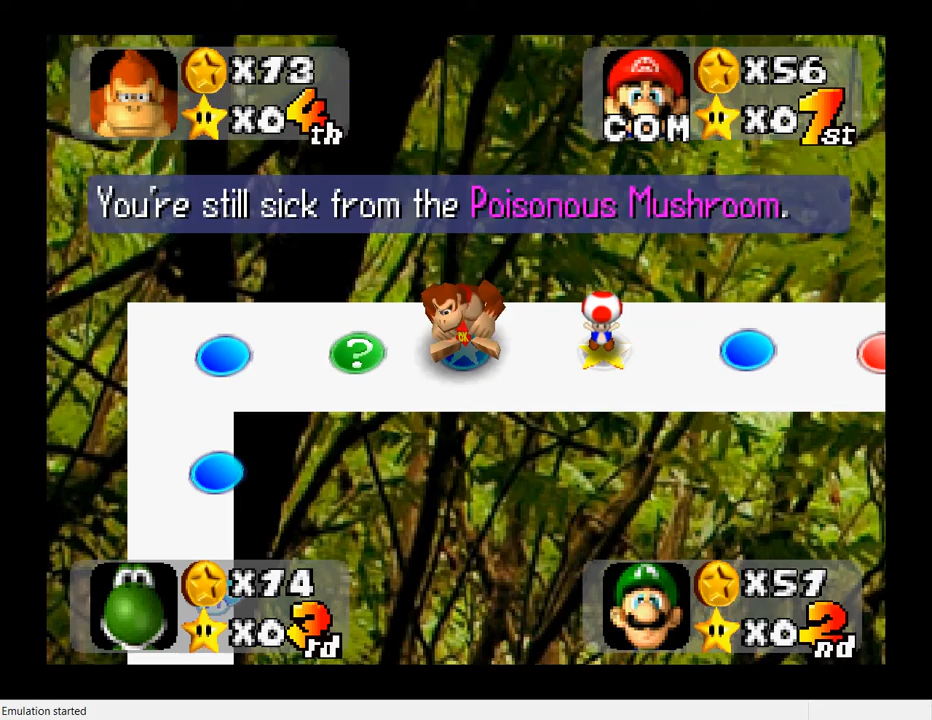 x73
x0 4th
x56
COM x0 1st
You're still sick from the Poisonous Mushroom.
?
DK
x74
x0 3rd
x57
x0 2nd
Emulation started